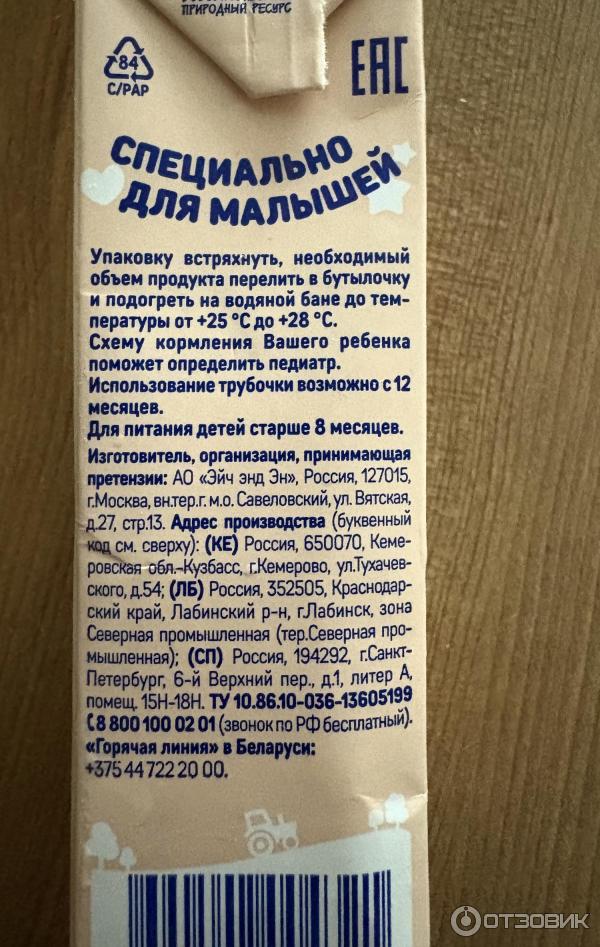 ПРИРОДНЫЙ РЕСУРС
84
C/PAP
EAC
СПЕЦИАЛЬНО
ДЛЯ МАЛЫШЕЙ
Упаковку встряхнуть, необходимый
объем продукта перелить в бутылочку
и подогреть на водяной бане до тем-
пературы от +25 °С до +28 °С.
Схему кормления Вашего ребенка
поможет определить педиатр.
Использование трубочки возможно с 12
месяцев.
Для питания детей старше 8 месяцев.
Изготовитель, организация, принимающая
претензии: АО «Эйч энд Эн», Россия, 127015,
г.Москва, вн.тер.г. м.о. Савеловский, ул. Вятская,
д.27, стр.13. Адрес производства (буквенный
код см. сверху): (КЕ) Россия, 650070, Кеме-
ровская обл.-Кузбасс, г.Кемерово, ул.Тухачев-
ского, д.54; (ЛБ) Россия, 352505, Краснодар-
ский край, Лабинский р-н, г.Лабинск, зона
Северная промышленная (тер.Северная про-
мышленная); (СП) Россия, 194292, г.Санкт-
Петербург, 6-й Верхний пер., д.1, литер А,
помещ. 15Н-18Н. ТУ 10.86.10-036-13605199
8 800 100 02 01 (звонок по РФ бесплатный).
«Горячая линия» в Беларуси:
+375 44 722 20 00.
ОТЗОВИК